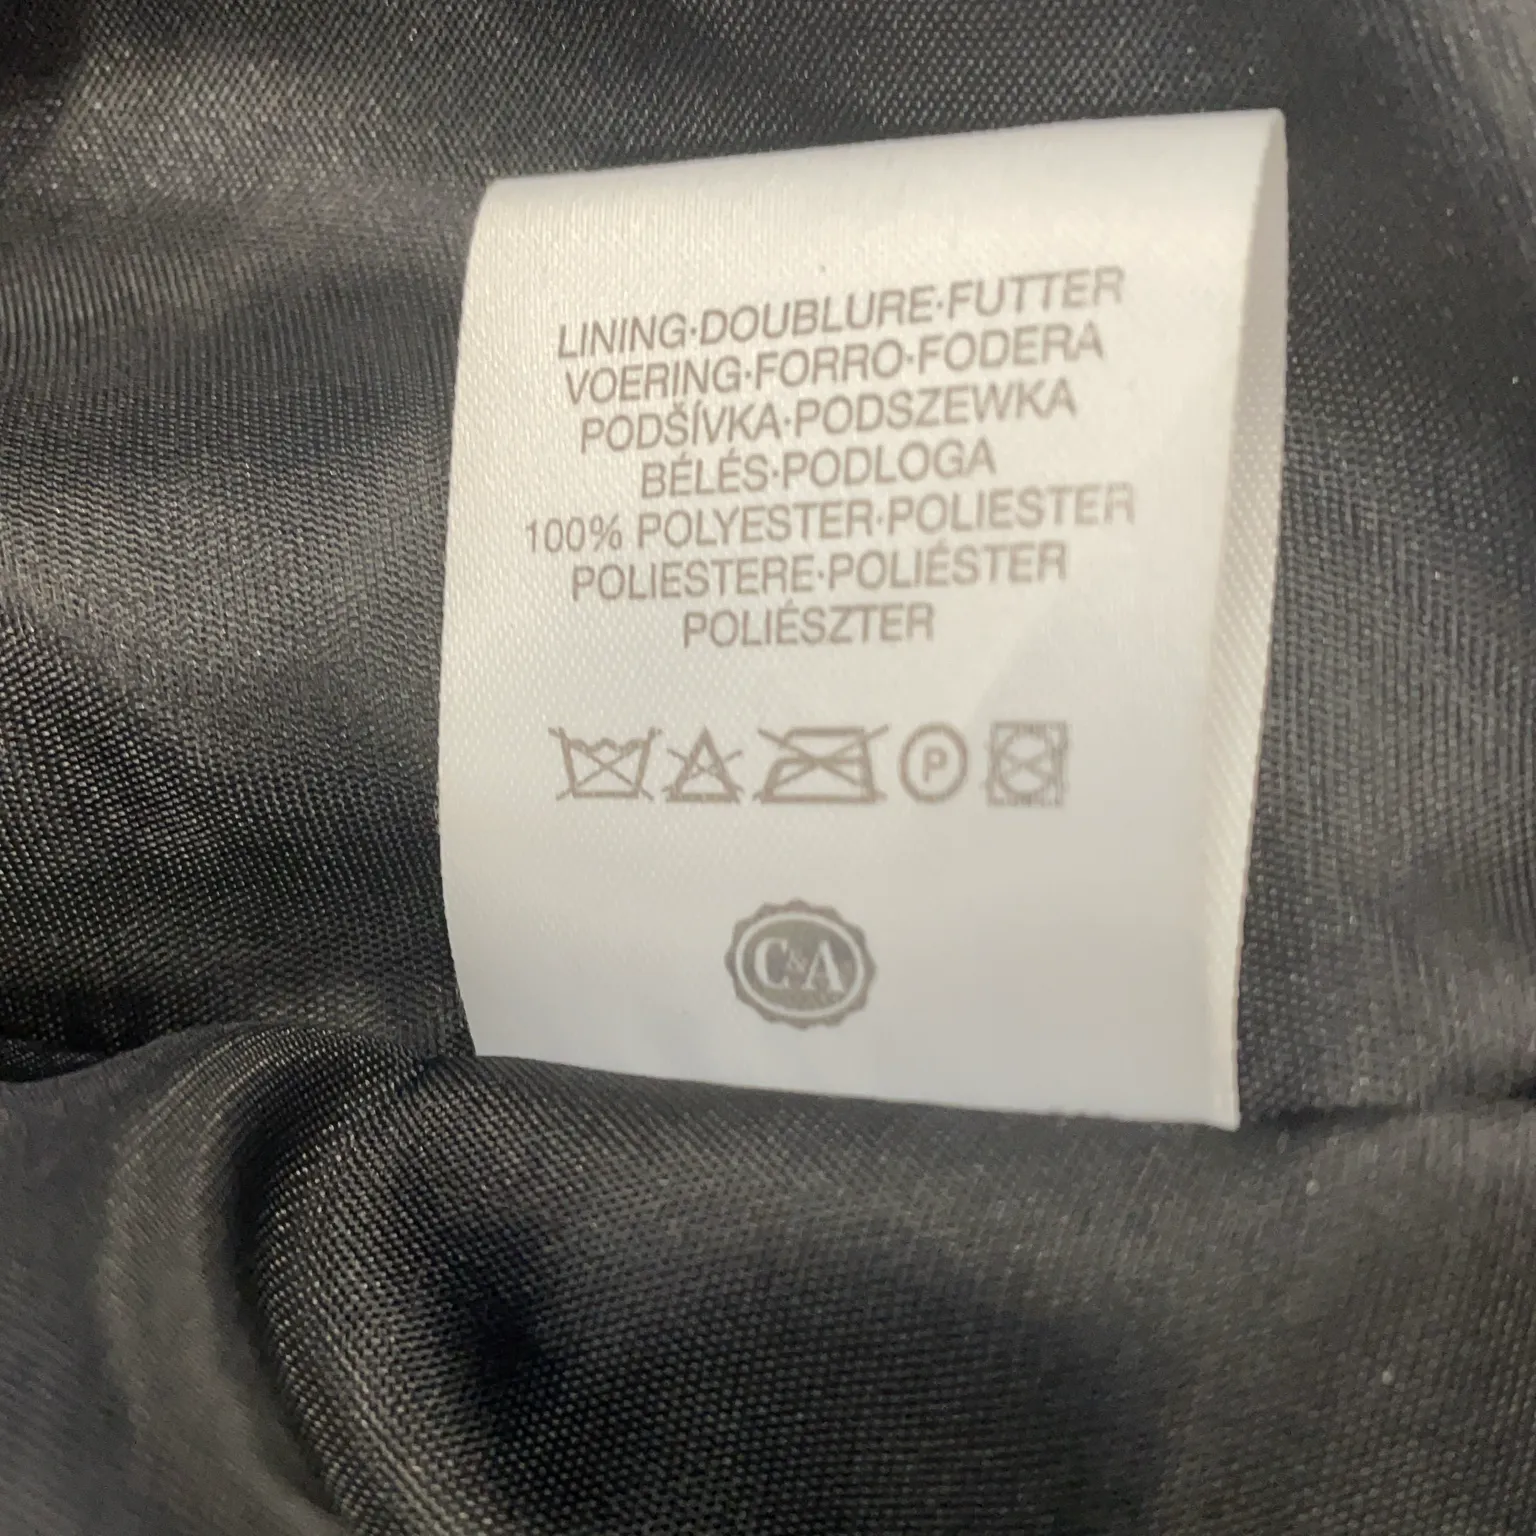 LINING·DOUBLURE·FUTTER
VOERING·FORRO·FODERA
PODŠÍVKA·PODSZEWKA
BÉLÉS·PODLOGA
100% POLYESTER·POLIESTER
POLIESTERE·POLIÉSTER
POLIÉSZTER
P
C&A